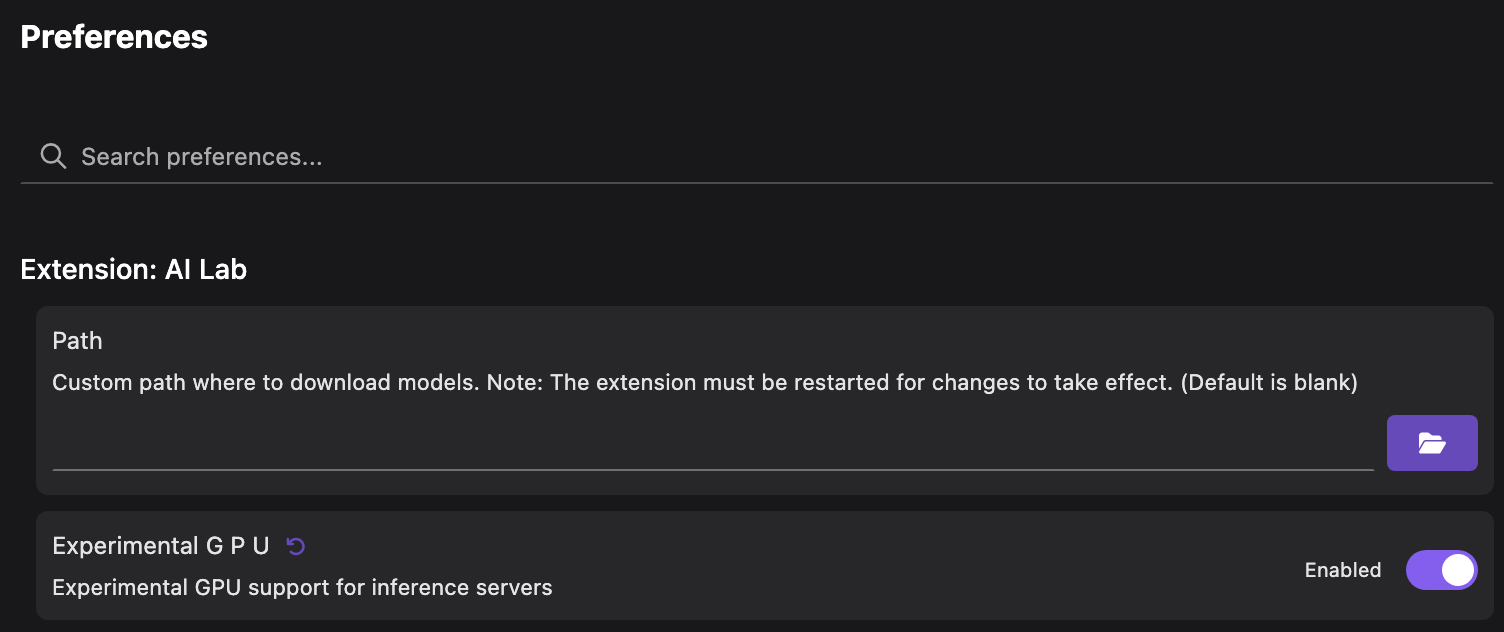 Preferences
Search preferences...
Extension: AI Lab
Path
Custom path where to download models. Note: The extension must be restarted for changes to take effect. (Default is blank)
Experimental G P U
Experimental GPU support for inference servers
Enabled